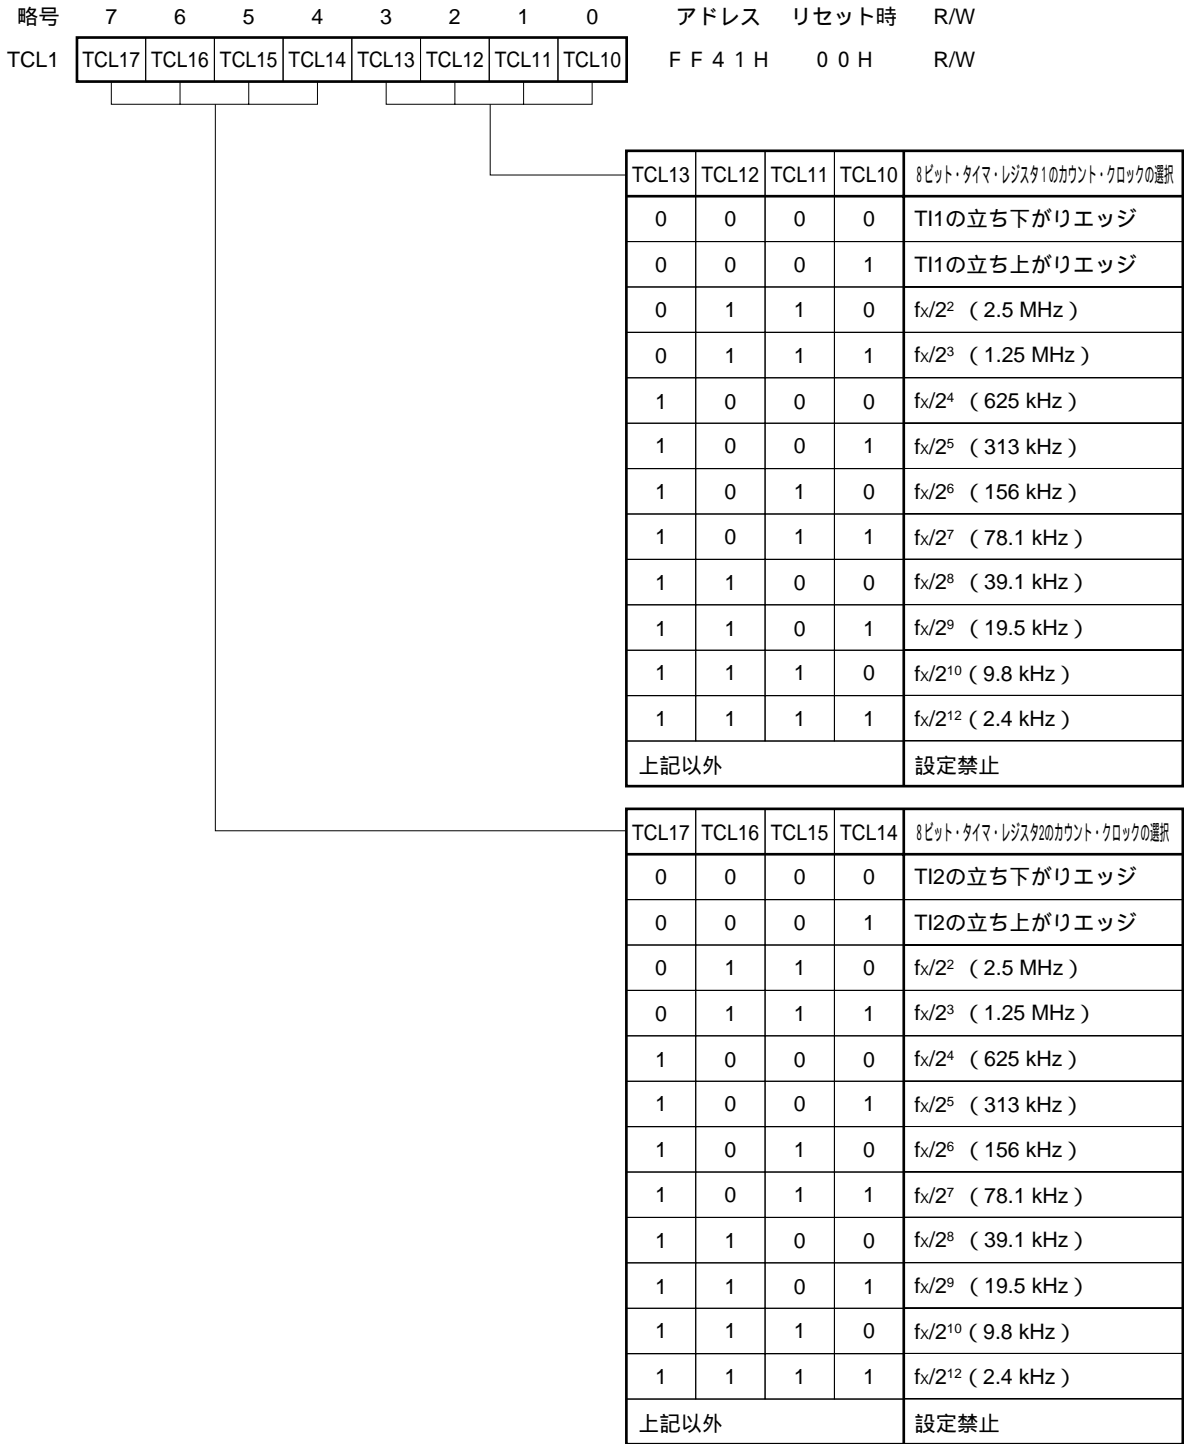 略号 7 6 5 4 3 2 1 0 アドレス リセット時 R/W
TCL1 TCL17 TCL16 TCL15 TCL14 TCL13 TCL12 TCL11 TCL10 FF41H 00H R/W
TCL13 TCL12 TCL11 TCL10 8ビット・タイマ・レジスタ1のカウント・クロックの選択
0 0 0 0 TI1の立ち下がりエッジ
0 0 0 1 TI1の立ち上がりエッジ
0 1 1 0 fx/2² (2.5 MHz)
0 1 1 1 fx/2³ (1.25 MHz)
1 0 0 0 fx/2⁴ (625 kHz)
1 0 0 1 fx/2⁵ (313 kHz)
1 0 1 0 fx/2⁶ (156 kHz)
1 0 1 1 fx/2⁷ (78.1 kHz)
1 1 0 0 fx/2⁸ (39.1 kHz)
1 1 0 1 fx/2⁹ (19.5 kHz)
1 1 1 0 fx/2¹⁰ (9.8 kHz)
1 1 1 1 fx/2¹² (2.4 kHz)
上記以外 設定禁止
TCL17 TCL16 TCL15 TCL14 8ビット・タイマ・レジスタ2のカウント・クロックの選択
0 0 0 0 TI2の立ち下がりエッジ
0 0 0 1 TI2の立ち上がりエッジ
0 1 1 0 fx/2² (2.5 MHz)
0 1 1 1 fx/2³ (1.25 MHz)
1 0 0 0 fx/2⁴ (625 kHz)
1 0 0 1 fx/2⁵ (313 kHz)
1 0 1 0 fx/2⁶ (156 kHz)
1 0 1 1 fx/2⁷ (78.1 kHz)
1 1 0 0 fx/2⁸ (39.1 kHz)
1 1 0 1 fx/2⁹ (19.5 kHz)
1 1 1 0 fx/2¹⁰ (9.8 kHz)
1 1 1 1 fx/2¹² (2.4 kHz)
上記以外 設定禁止